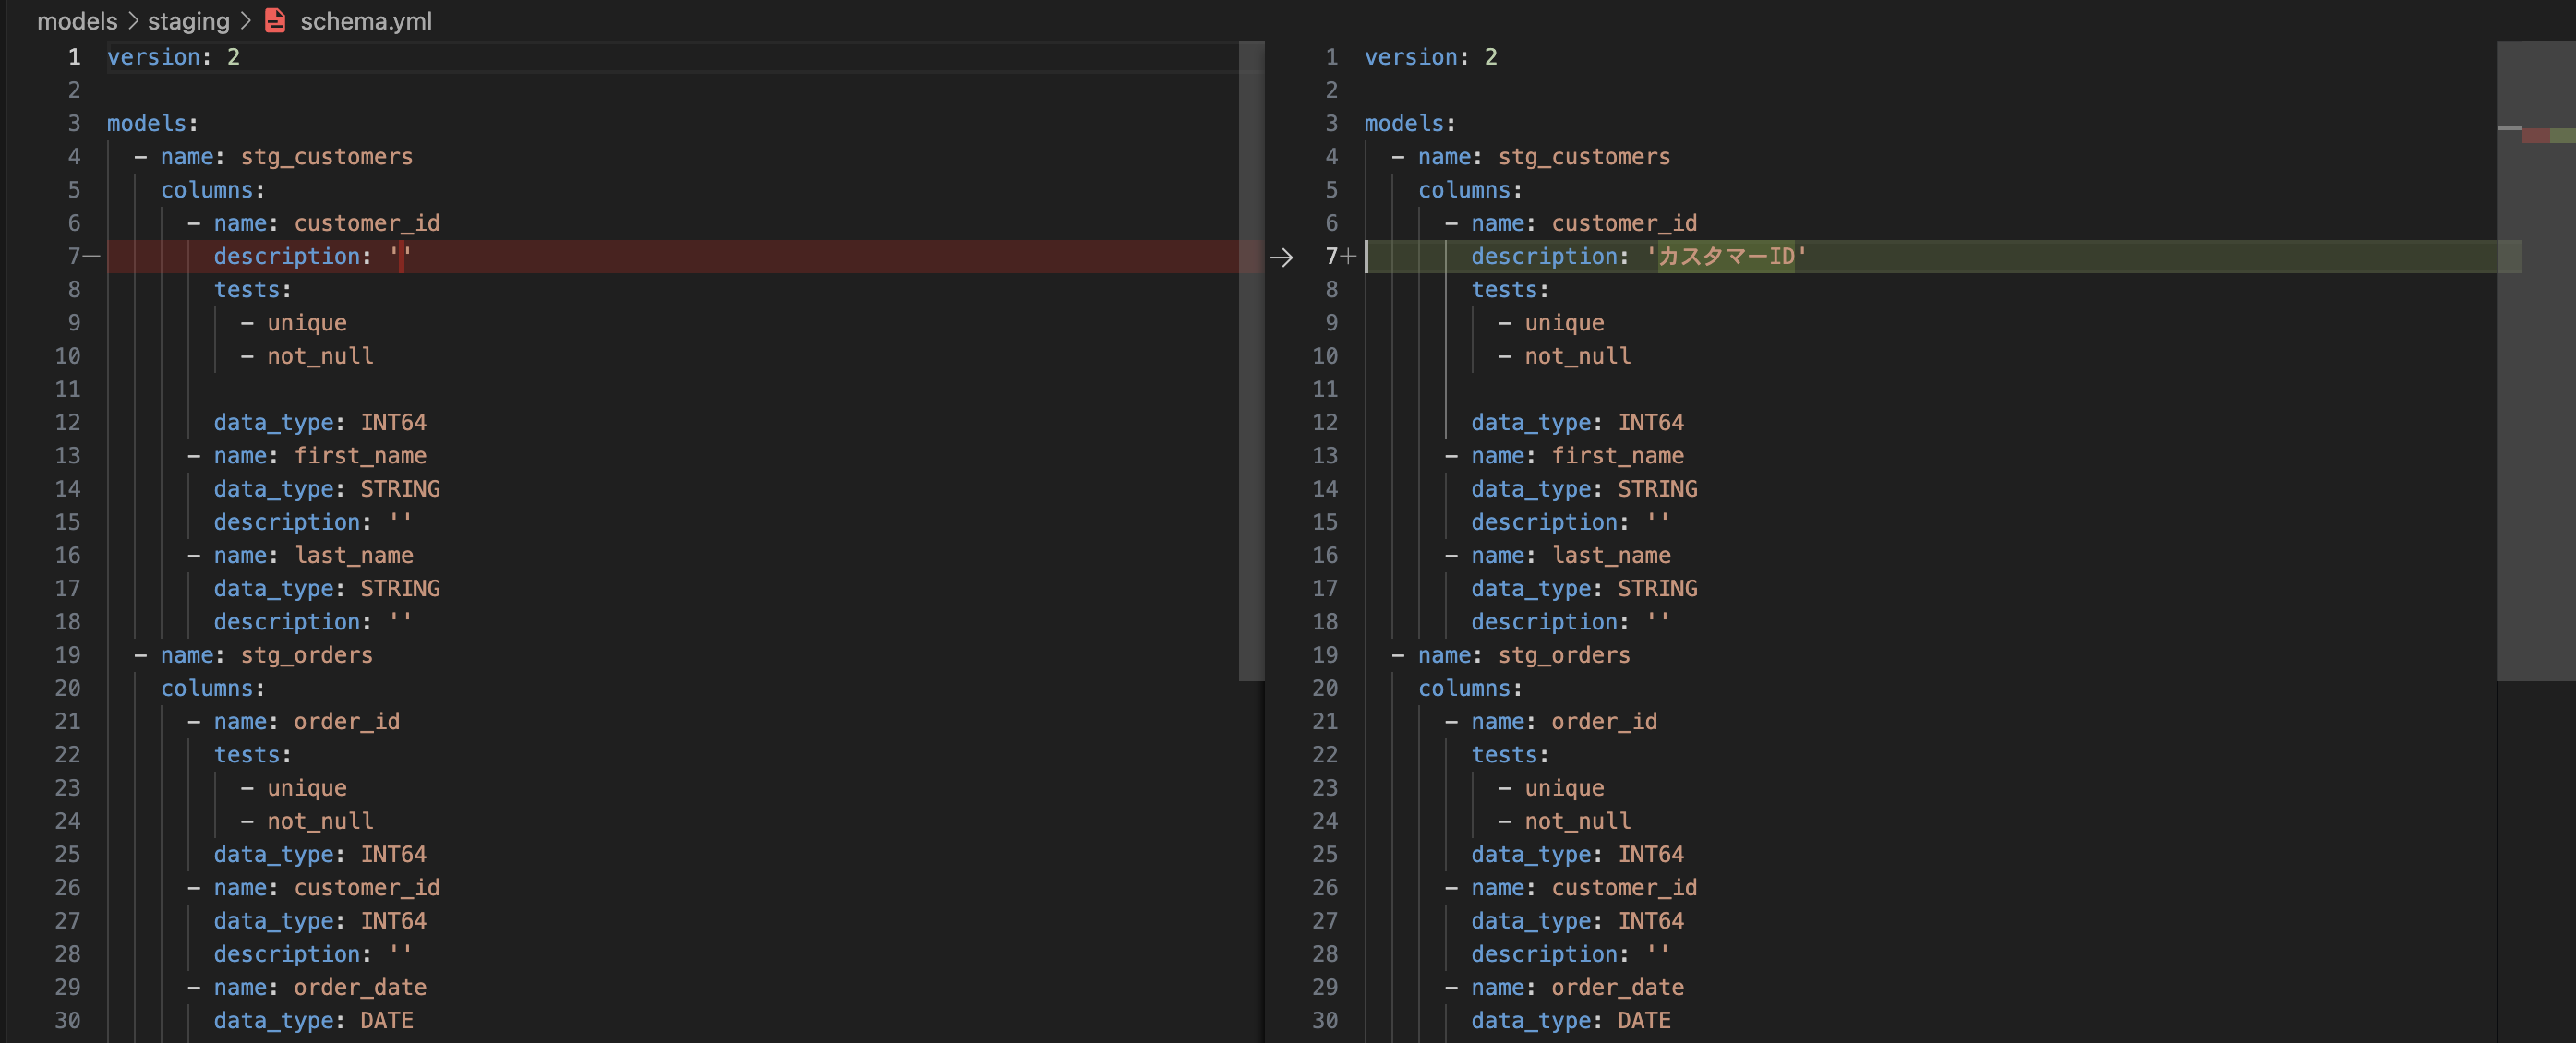 models > staging > schema.yml
1 version: 2
2
3 models:
4 - name: stg_customers
5 columns:
6 - name: customer_id
7— description: ''
8 tests:
9 - unique
10 - not_null
11
12 data_type: INT64
13 - name: first_name
14 data_type: STRING
15 description: ''
16 - name: last_name
17 data_type: STRING
18 description: ''
19 - name: stg_orders
20 columns:
21 - name: order_id
22 tests:
23 - unique
24 - not_null
25 data_type: INT64
26 - name: customer_id
27 data_type: INT64
28 description: ''
29 - name: order_date
30 data_type: DATE
1 version: 2
2
3 models:
4 - name: stg_customers
5 columns:
6 - name: customer_id
→ 7+ description: 'カスタマーID'
8 tests:
9 - unique
10 - not_null
11
12 data_type: INT64
13 - name: first_name
14 data_type: STRING
15 description: ''
16 - name: last_name
17 data_type: STRING
18 description: ''
19 - name: stg_orders
20 columns:
21 - name: order_id
22 tests:
23 - unique
24 - not_null
25 data_type: INT64
26 - name: customer_id
27 data_type: INT64
28 description: ''
29 - name: order_date
30 data_type: DATE